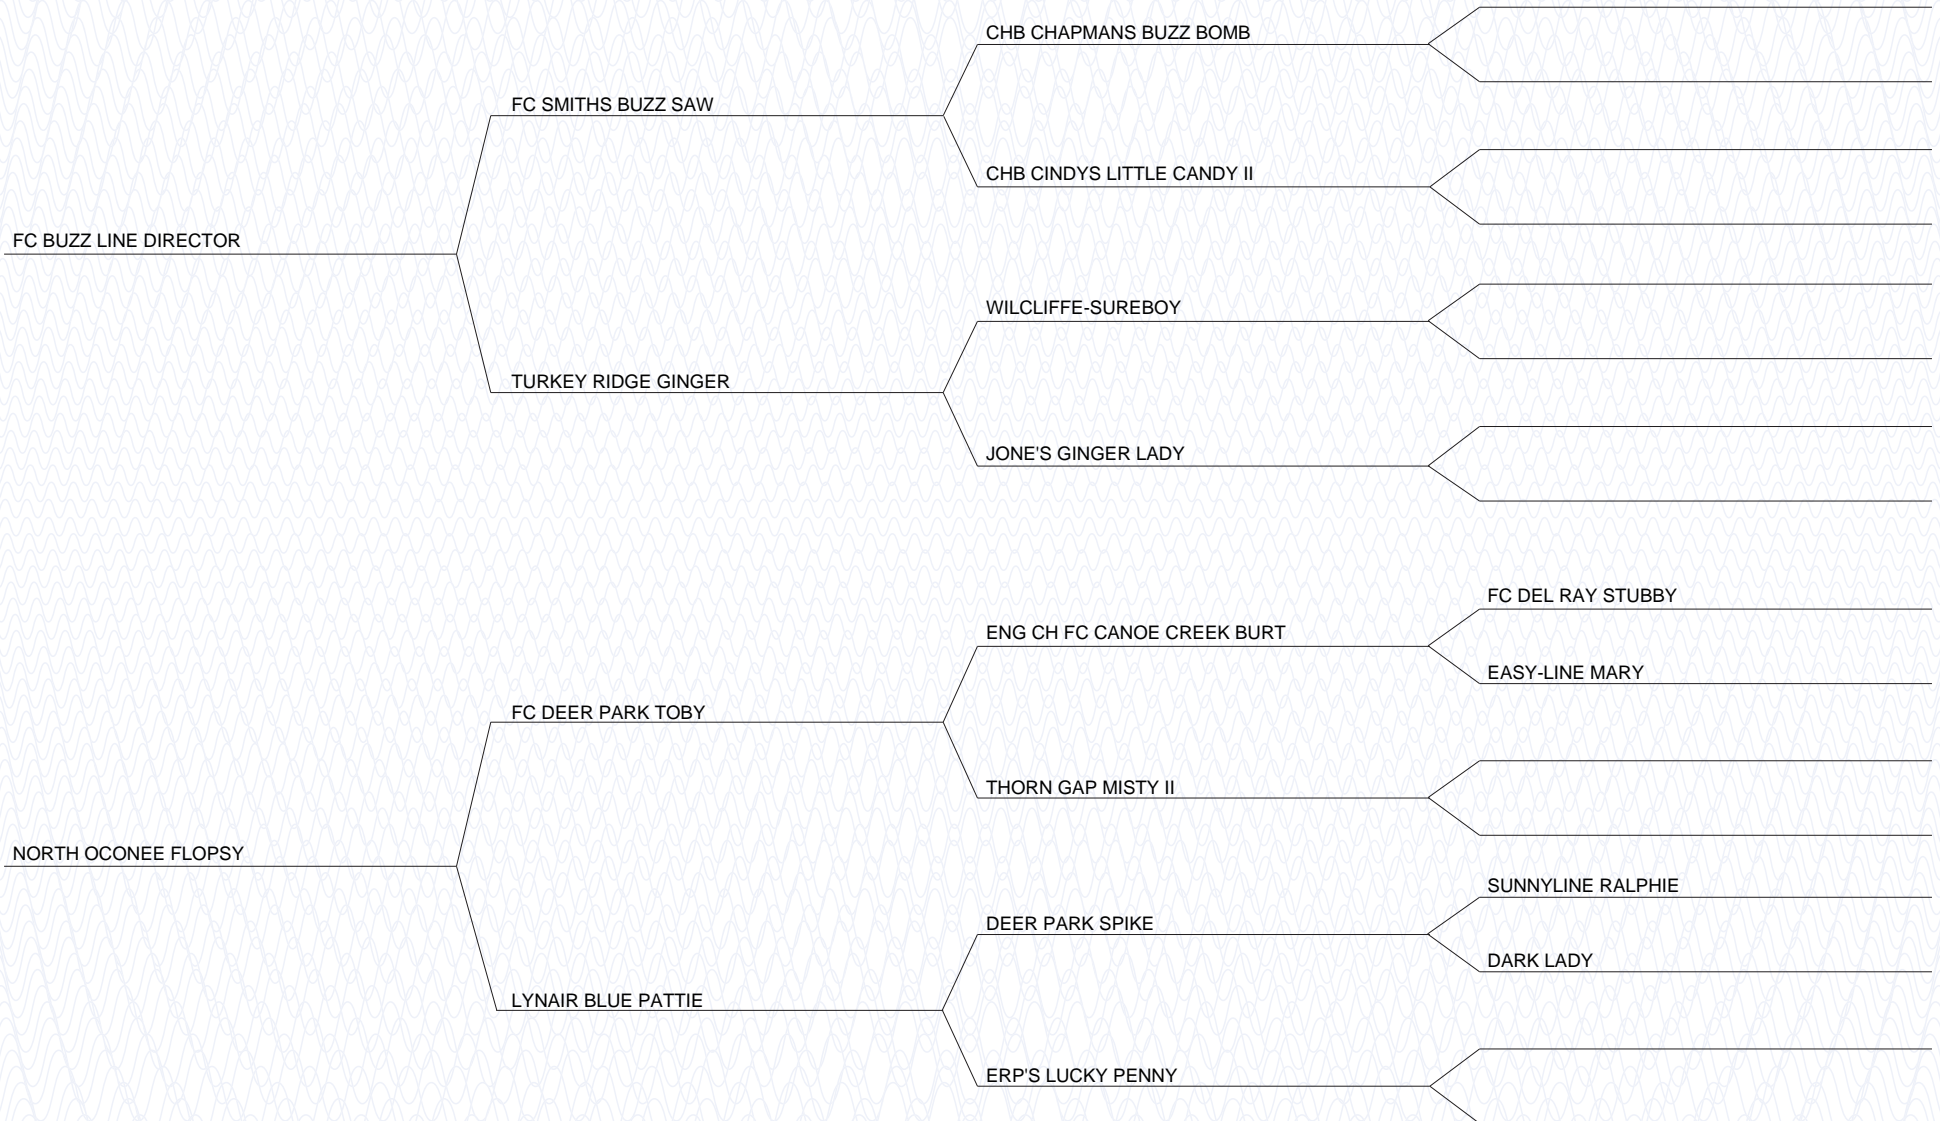 CHB CHAPMANS BUZZ BOMB
FC SMITHS BUZZ SAW
CHB CINDYS LITTLE CANDY II
FC BUZZ LINE DIRECTOR
WILCLIFFE-SUREBOY
TURKEY RIDGE GINGER
JONE'S GINGER LADY
FC DEL RAY STUBBY
ENG CH FC CANOE CREEK BURT
EASY-LINE MARY
FC DEER PARK TOBY
THORN GAP MISTY II
NORTH OCONEE FLOPSY
SUNNYLINE RALPHIE
DEER PARK SPIKE
DARK LADY
LYNAIR BLUE PATTIE
ERP'S LUCKY PENNY